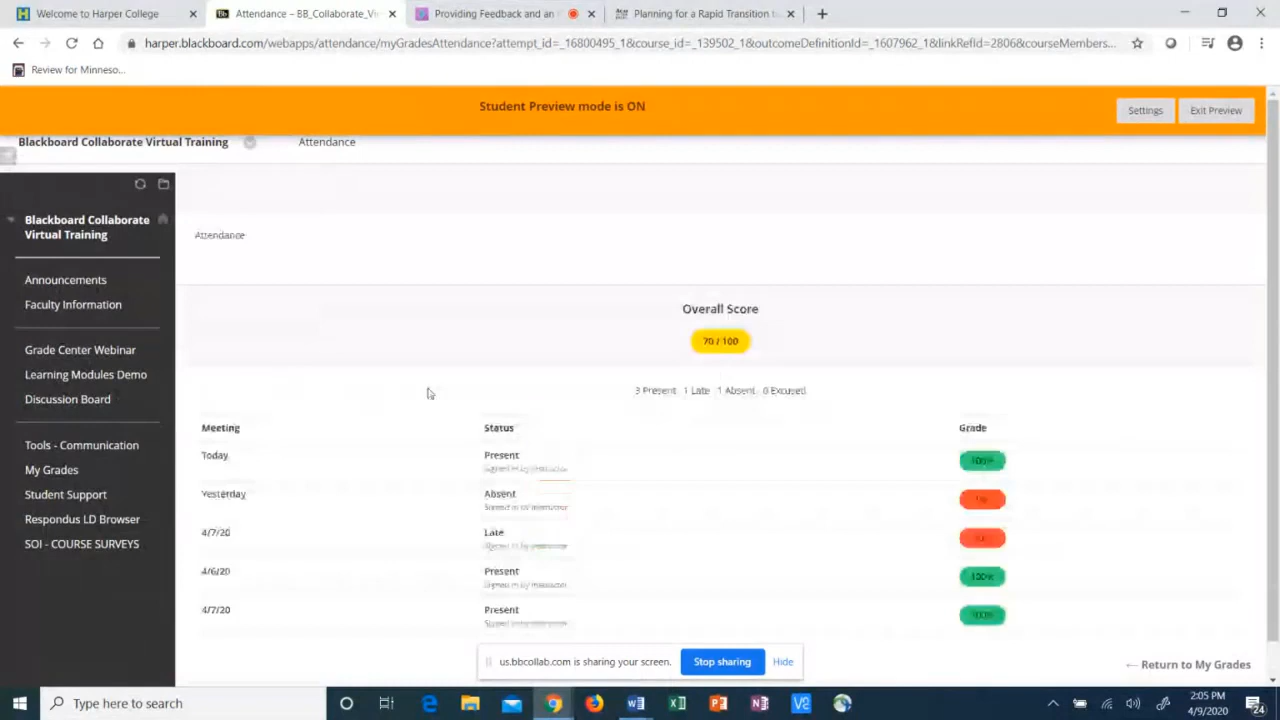 Welcome to Harper College
Attendance – BB_Collaborate_Vi
Providing Feedback and an
Planning for a Rapid Transition to
harper.blackboard.com/webapps/attendance/myGradesAttendance?attempt_id=_16800495_1&course_id=_139502_1&outcomeDefinitionId=_1607962_1&linkRefId=2806&courseMembers...
Review for Minneso...
Student Preview mode is ON
Settings
Exit Preview
Blackboard Collaborate Virtual Training
Attendance
Blackboard Collaborate
Virtual Training
Announcements
Faculty Information
Grade Center Webinar
Learning Modules Demo
Discussion Board
Tools - Communication
My Grades
Student Support
Respondus LD Browser
SOI - COURSE SURVEYS
Attendance
Overall Score
70 / 100
3 Present 1 Late 1 Absent 0 Excused
Meeting Status Grade
Today Present 100%
Yesterday Absent
4/7/20 Late
4/6/20 Present 100%
4/7/20 Present 100%
us.bbcollab.com is sharing your screen.
Stop sharing
Hide
← Return to My Grades
Type here to search
2:05 PM
4/9/2020
24